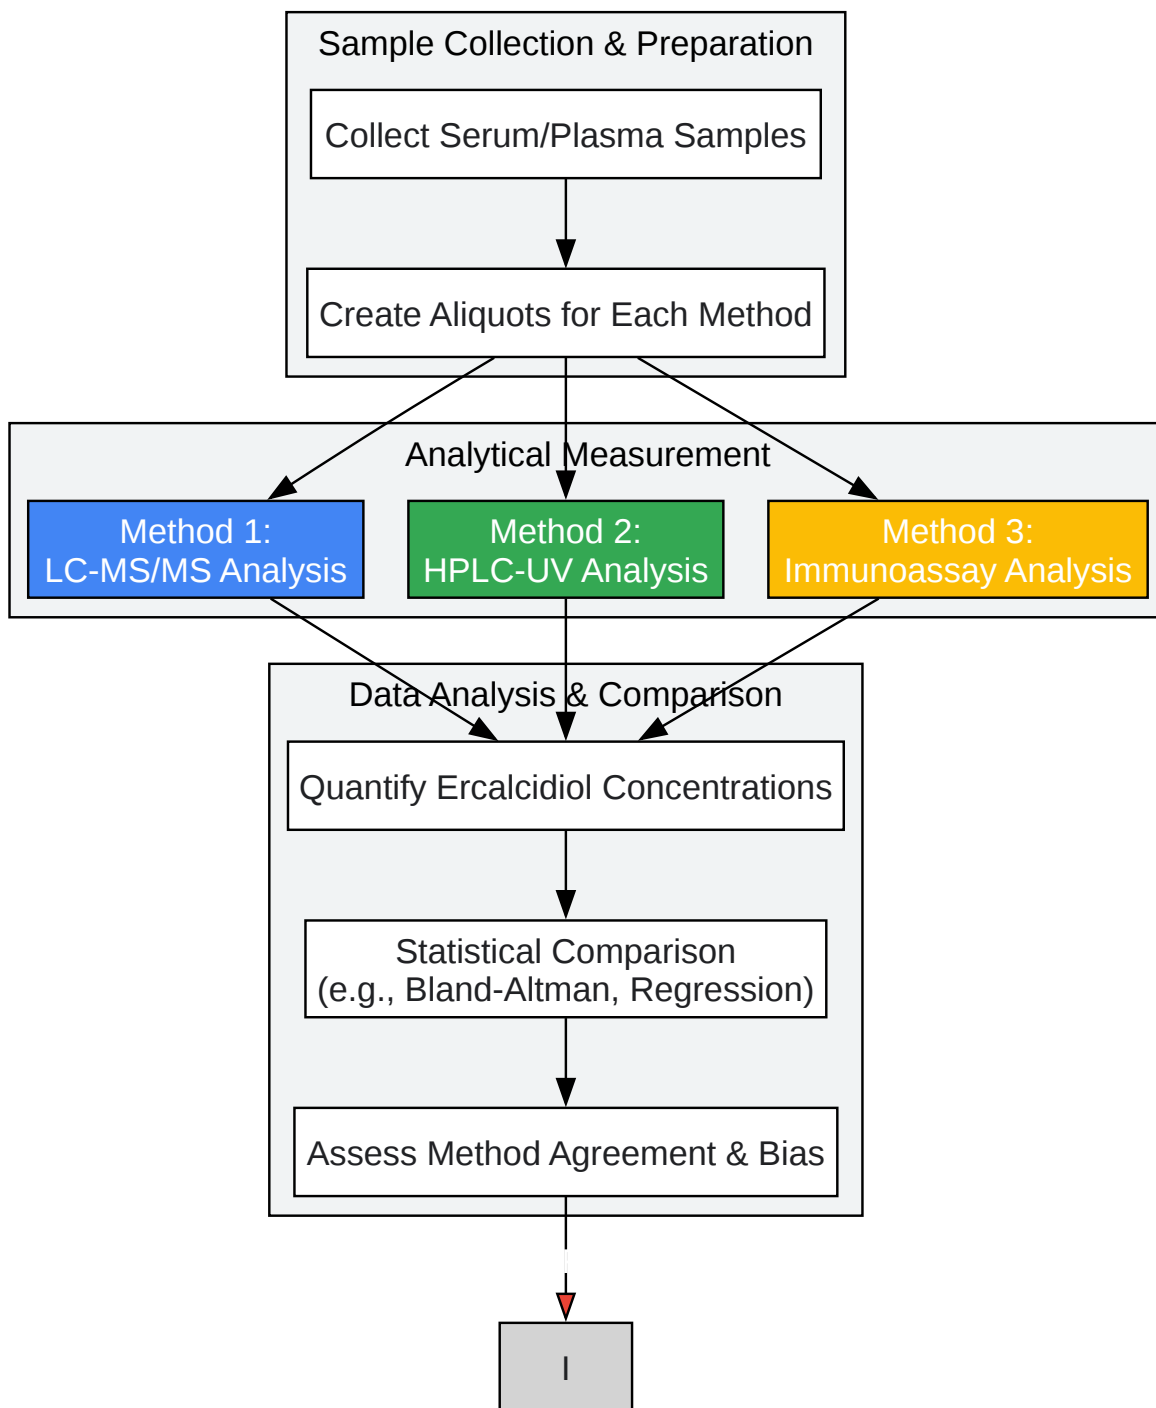 Sample Collection & Preparation
Collect Serum/Plasma Samples
Create Aliquots for Each Method
Analytical Measurement
Method 1:
LC-MS/MS Analysis
Method 2:
HPLC-UV Analysis
Method 3:
Immunoassay Analysis
Data Analysis & Comparison
Quantify Ercalcidiol Concentrations
Statistical Comparison
(e.g., Bland-Altman, Regression)
Assess Method Agreement & Bias
I